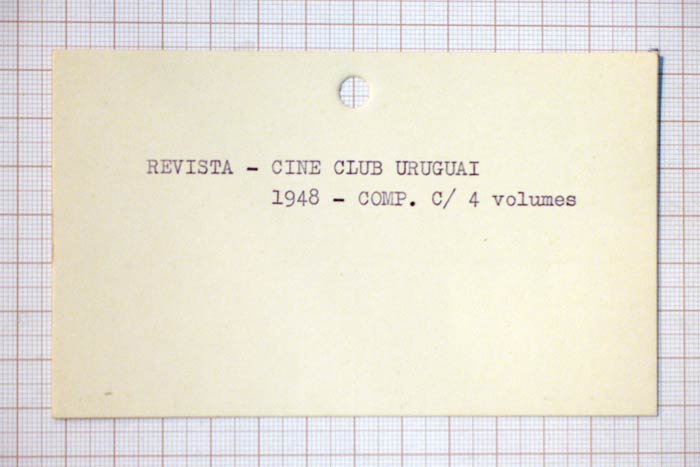 REVISTA - CINE CLUB URUGUAI
1948 - COMP. C/ 4 volumes